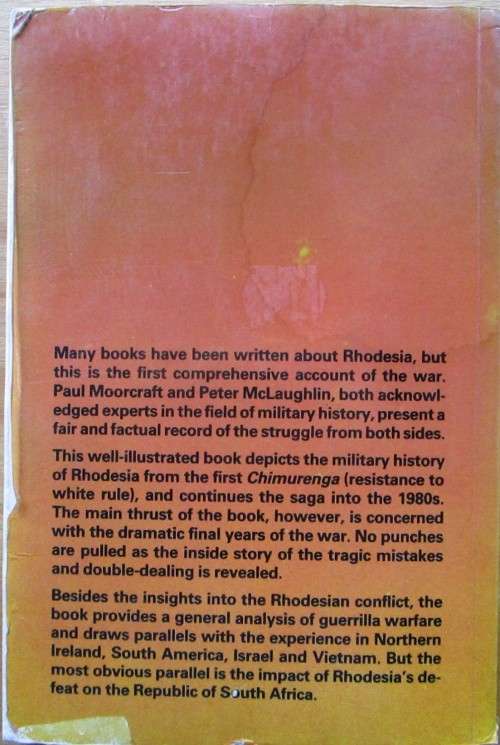 Many books have been written about Rhodesia, but
this is the first comprehensive account of the war.
Paul Moorcraft and Peter McLaughlin, both acknowl-
edged experts in the field of military history, present a
fair and factual record of the struggle from both sides.
This well-illustrated book depicts the military history
of Rhodesia from the first Chimurenga (resistance to
white rule), and continues the saga into the 1980s.
The main thrust of the book, however, is concerned
with the dramatic final years of the war. No punches
are pulled as the inside story of the tragic mistakes
and double-dealing is revealed.
Besides the insights into the Rhodesian conflict, the
book provides a general analysis of guerrilla warfare
and draws parallels with the experience in Northern
Ireland, South America, Israel and Vietnam. But the
most obvious parallel is the impact of Rhodesia's de-
feat on the Republic of South Africa.